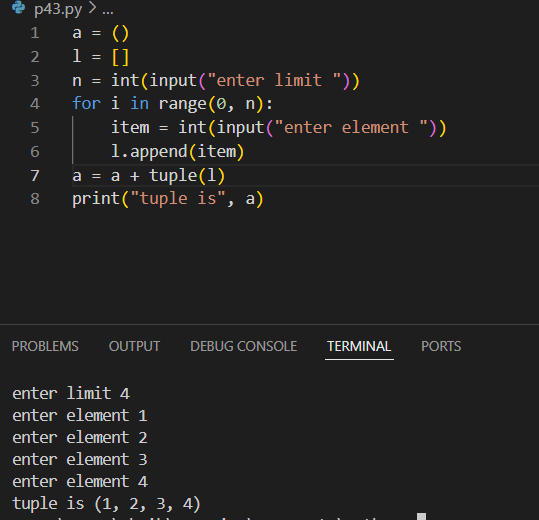 p43.py > ...
1 a = ()
2 l = []
3 n = int(input("enter limit "))
4 for i in range(0, n):
5     item = int(input("enter element "))
6     l.append(item)
7 a = a + tuple(l)
8 print("tuple is", a)
PROBLEMS OUTPUT DEBUG CONSOLE TERMINAL PORTS
enter limit 4
enter element 1
enter element 2
enter element 3
enter element 4
tuple is (1, 2, 3, 4)